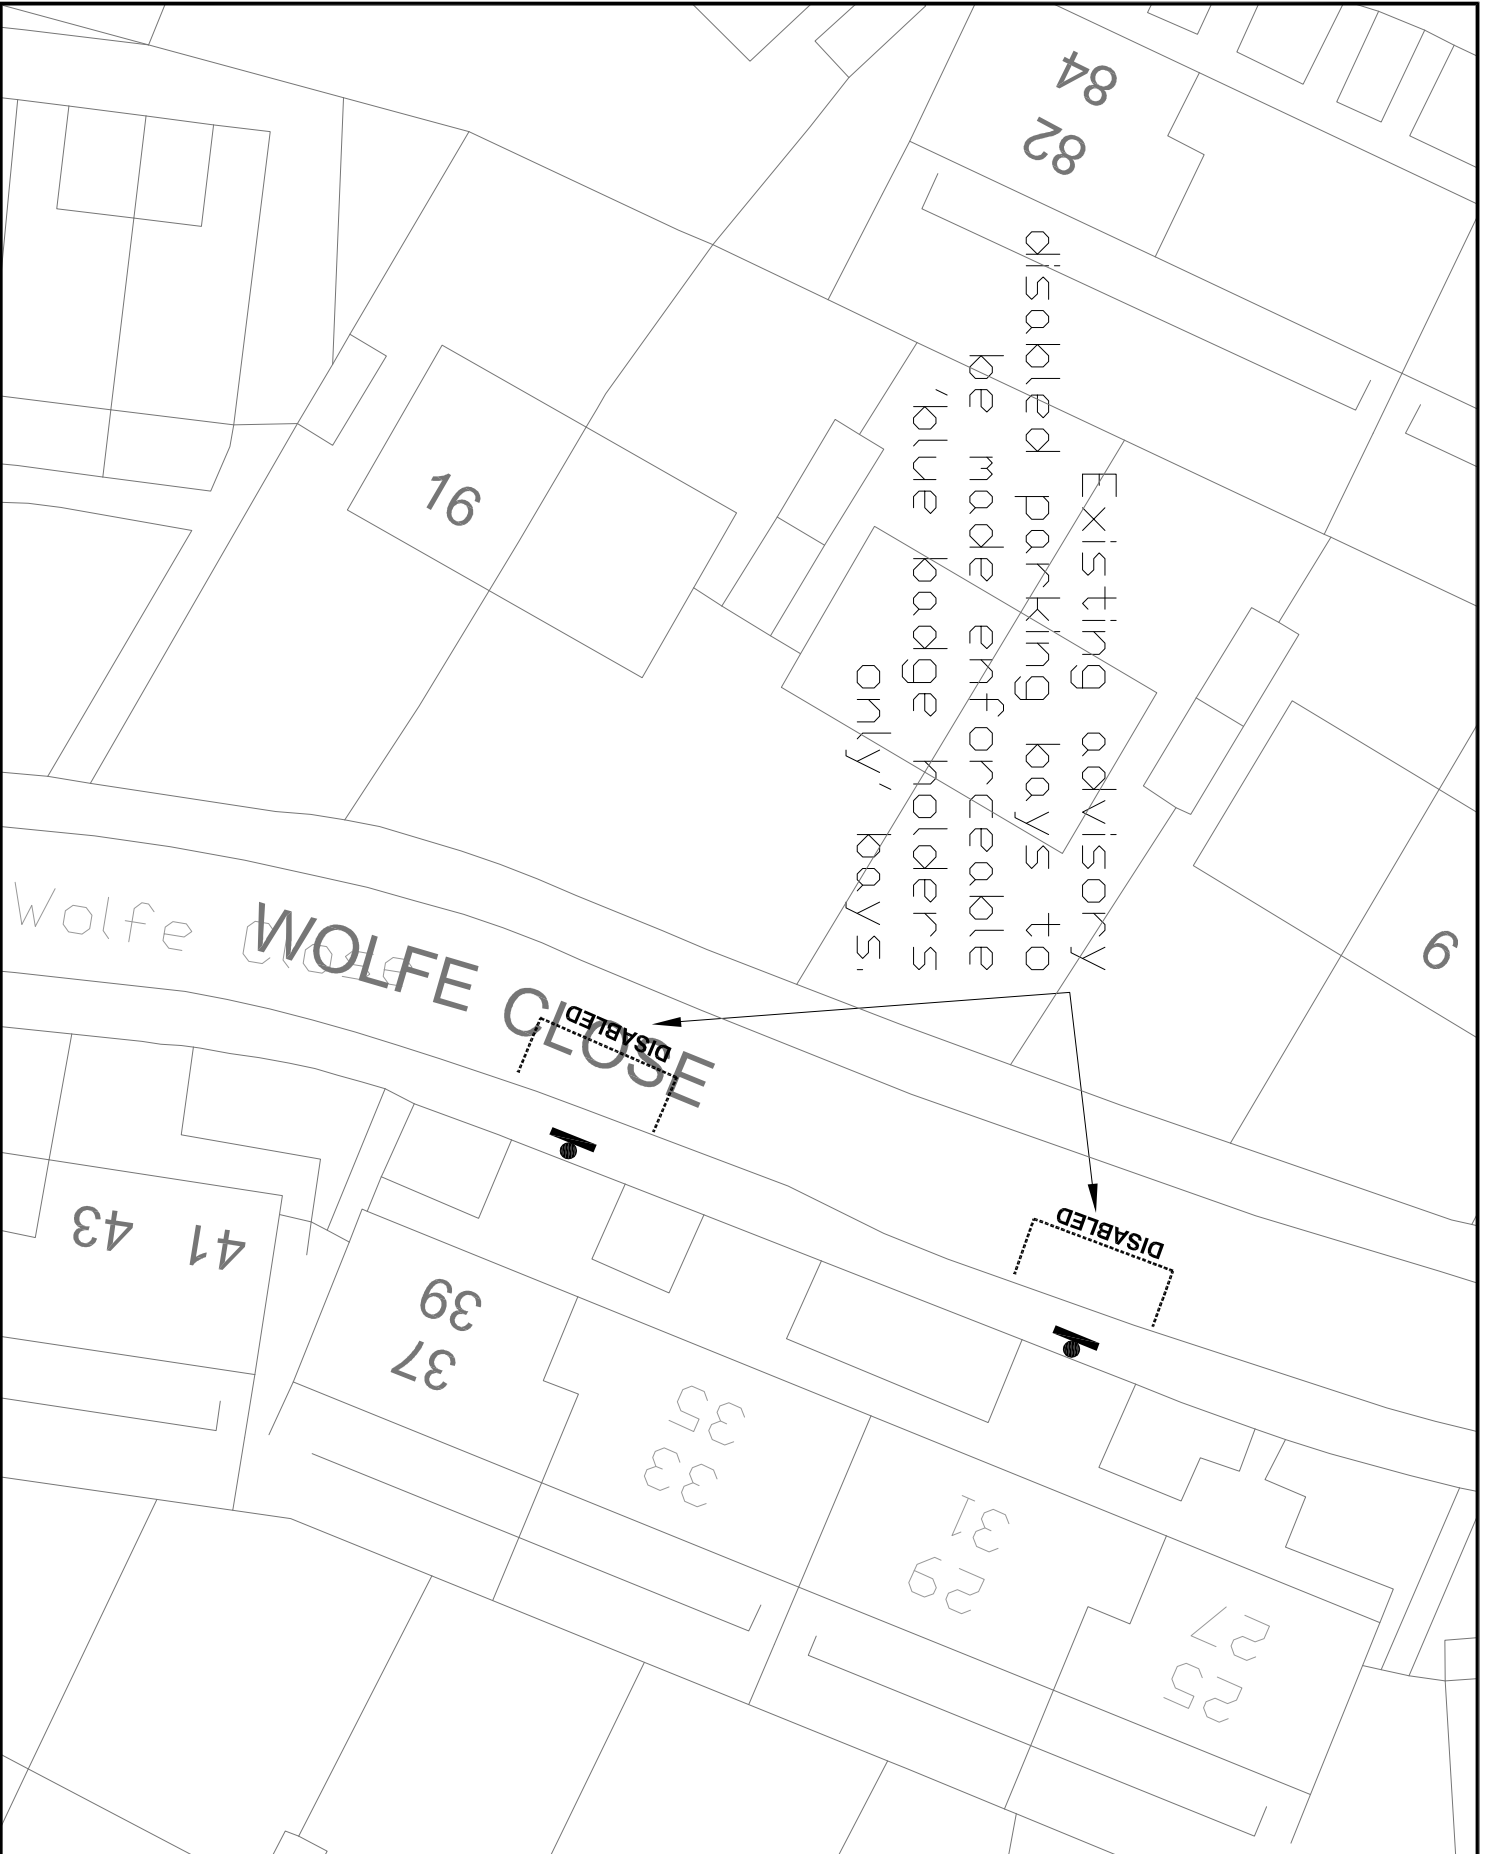 84
82
Existing advisory
disabled parking bays to
be made enforceable
'blue badge holders
only' bays.
16
9
Wolfe Close
WOLFE CLOSE
DISABLED
DISABLED
43
41
39
37
35
33
31
29
27
25